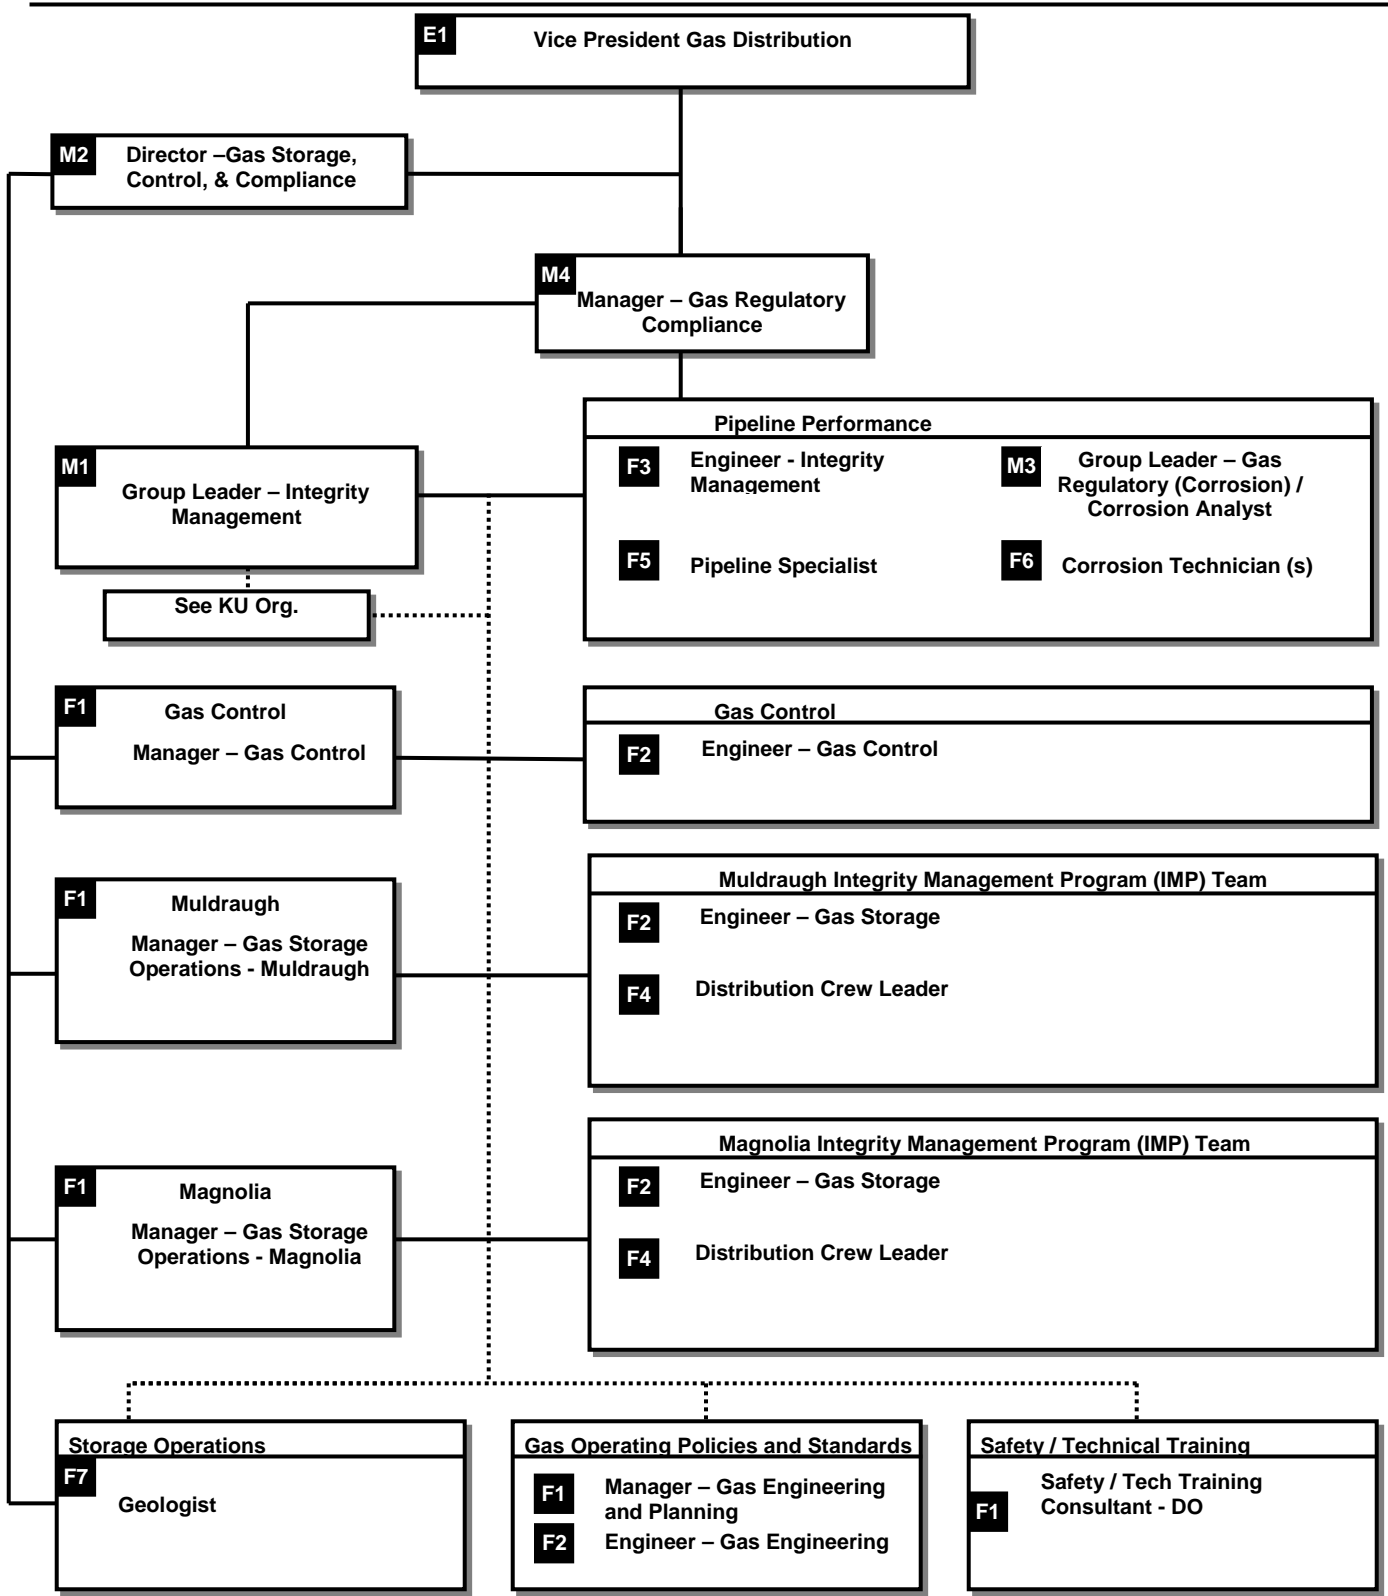 E1
Vice President Gas Distribution
M2
Director –Gas Storage,
Control, & Compliance
M4
Manager – Gas Regulatory
Compliance
M1
Group Leader – Integrity
Management
See KU Org.
Pipeline Performance
F3
Engineer - Integrity
Management
M3
Group Leader – Gas
Regulatory (Corrosion) /
Corrosion Analyst
F5
Pipeline Specialist
F6
Corrosion Technician (s)
F1
Gas Control
Manager – Gas Control
Gas Control
F2
Engineer – Gas Control
F1
Muldraugh
Manager – Gas Storage
Operations - Muldraugh
Muldraugh Integrity Management Program (IMP) Team
F2
Engineer – Gas Storage
F4
Distribution Crew Leader
F1
Magnolia
Manager – Gas Storage
Operations - Magnolia
Magnolia Integrity Management Program (IMP) Team
F2
Engineer – Gas Storage
F4
Distribution Crew Leader
Storage Operations
F7
Geologist
Gas Operating Policies and Standards
F1
Manager – Gas Engineering
and Planning
F2
Engineer – Gas Engineering
Safety / Technical Training
F1
Safety / Tech Training
Consultant - DO